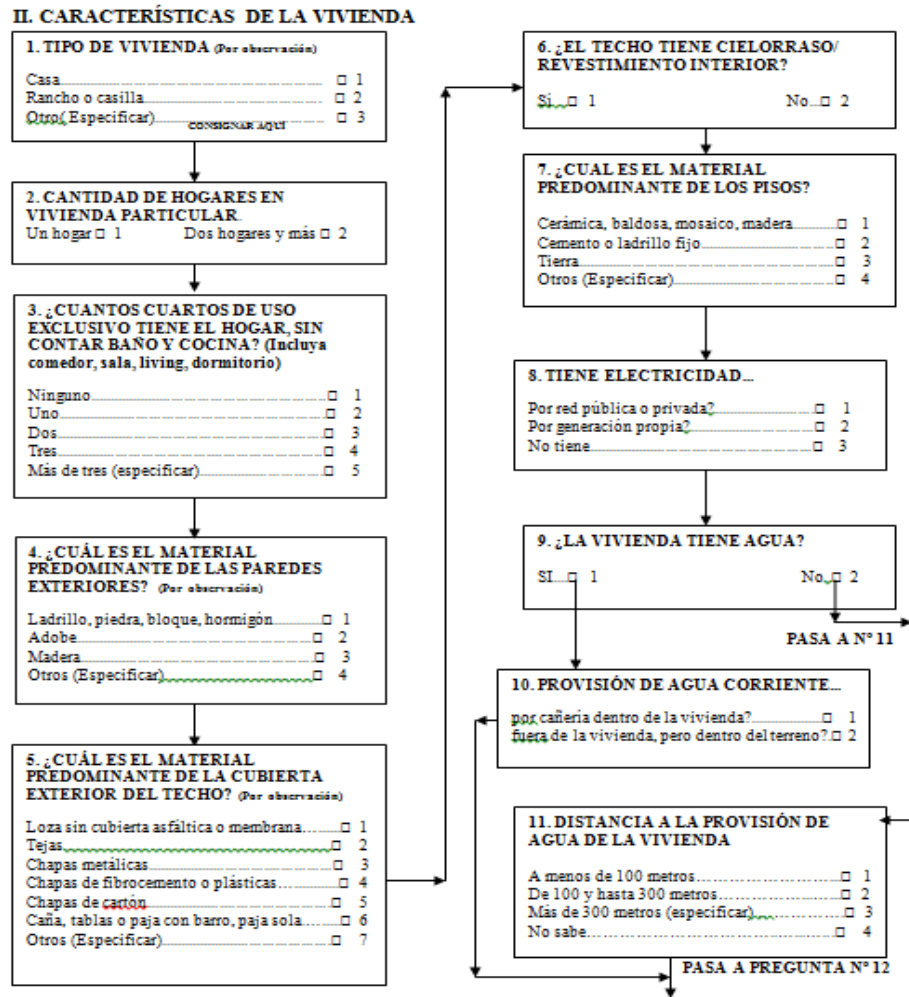 II. CARACTERÍSTICAS DE LA VIVIENDA
1. TIPO DE VIVIENDA (Por observación)
Casa................................ □ 1
Rancho o casilla................................ □ 2
Otro( Especificar)................................ □ 3
CONSIGNAR AQUÍ
2. CANTIDAD DE HOGARES EN
VIVIENDA PARTICULAR.
Un hogar □ 1 Dos hogares y más □ 2
3. ¿CUANTOS CUARTOS DE USO
EXCLUSIVO TIENE EL HOGAR, SIN
CONTAR BAÑO Y COCINA? (Incluya
comedor, sala, living, dormitorio)
Ninguno................................□ 1
Uno................................□ 2
Dos................................□ 3
Tres................................□ 4
Más de tres (especificar)................................□ 5
4. ¿CUÁL ES EL MATERIAL
PREDOMINANTE DE LAS PAREDES
EXTERIORES? (Por observación)
Ladrillo, piedra, bloque, hormigón............□ 1
Adobe................................□ 2
Madera................................□ 3
Otros (Especificar)................................□ 4
5. ¿CUÁL ES EL MATERIAL
PREDOMINANTE DE LA CUBIERTA
EXTERIOR DEL TECHO? (Por observación)
Loza sin cubierta asfáltica o membrana........□ 1
Tejas................................□ 2
Chapas metálicas................................□ 3
Chapas de fibrocemento o plásticas............□ 4
Chapas de cartón................................□ 5
Caña, tablas o paja con barro, paja sola........□ 6
Otros (Especificar)................................□ 7
6. ¿EL TECHO TIENE CIELORRASO/
REVESTIMIENTO INTERIOR?
Si....□ 1 No....□ 2
7. ¿CUAL ES EL MATERIAL
PREDOMINANTE DE LOS PISOS?
Cerámica, baldosa, mosaico, madera............□ 1
Cemento o ladrillo fijo................................□ 2
Tierra................................□ 3
Otros (Especificar)................................□ 4
8. TIENE ELECTRICIDAD...
Por red pública o privada?........................□ 1
Por generación propia?........................□ 2
No tiene................................□ 3
9. ¿LA VIVIENDA TIENE AGUA?
SI....□ 1 No..□ 2
PASA A Nº 11
10. PROVISIÓN DE AGUA CORRIENTE...
por cañería dentro de la vivienda?................□ 1
fuera de la vivienda, pero dentro del terreno?.□ 2
11. DISTANCIA A LA PROVISIÓN DE
AGUA DE LA VIVIENDA
A menos de 100 metros........................□ 1
De 100 y hasta 300 metros........................□ 2
Más de 300 metros (especificar)................□ 3
No sabe................................□ 4
PASA A PREGUNTA Nº 12